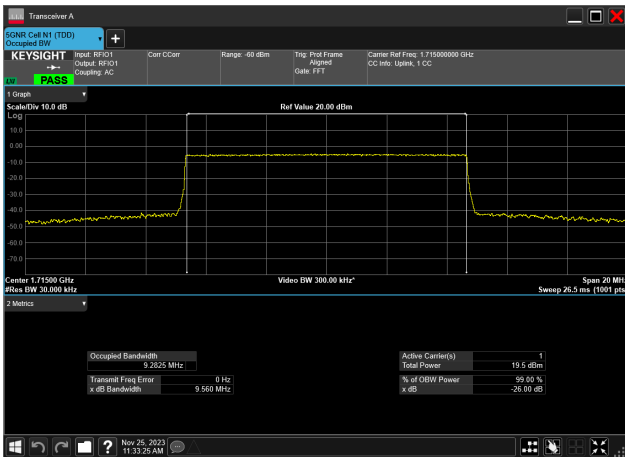 Transceiver A
5GNR Cell N1 (TDD)
Occupied BW
KEYSIGHT
PASS
Input: RFIO1
Output: RFIO1
Coupling: AC
Corr CCorr
Range: -60 dBm
Trig: Prot Frame
Aligned
Gate: FFT
Carrier Ref Freq: 1.715000000 GHz
CC Info: Uplink, 1 CC
1 Graph
Scale/Div 10.0 dB
Ref Value 20.00 dBm
Log
10.0
0.00
-10.0
-20.0
-30.0
-40.0
-50.0
-60.0
-70.0
Center 1.71500 GHz
Video BW 300.00 kHz*
Span 20 MHz
#Res BW 30.000 kHz
Sweep 26.5 ms (1001 pts
2 Metrics
Occupied Bandwidth
9.2825 MHz
Active Carrier(s) 1
Total Power 19.5 dBm
Transmit Freq Error 0 Hz
x dB Bandwidth 9.560 MHz
% of OBW Power 99.00 %
x dB -26.00 dB
Nov 25, 2023
11:33:25 AM